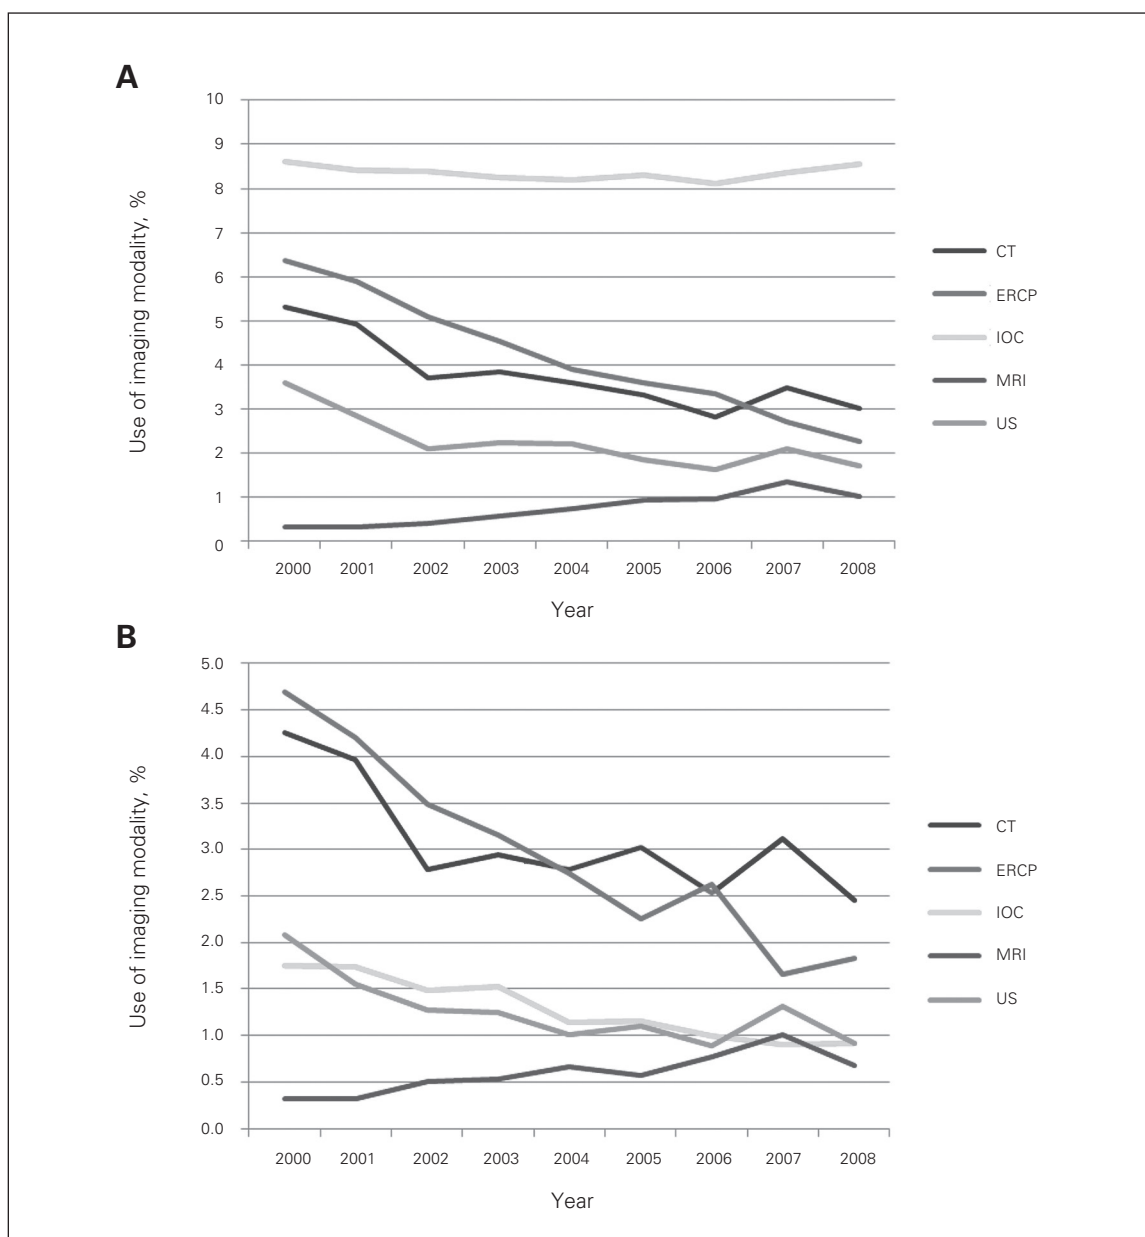 A
10
9
8
7
6
5
4
3
2
1
0
Use of imaging modality, %
2000 2001 2002 2003 2004 2005 2006 2007 2008
Year
CT
ERCP
IOC
MRI
US
B
5.0
4.5
4.0
3.5
3.0
2.5
2.0
1.5
1.0
0.5
0.0
Use of imaging modality, %
2000 2001 2002 2003 2004 2005 2006 2007 2008
Year
CT
ERCP
IOC
MRI
US